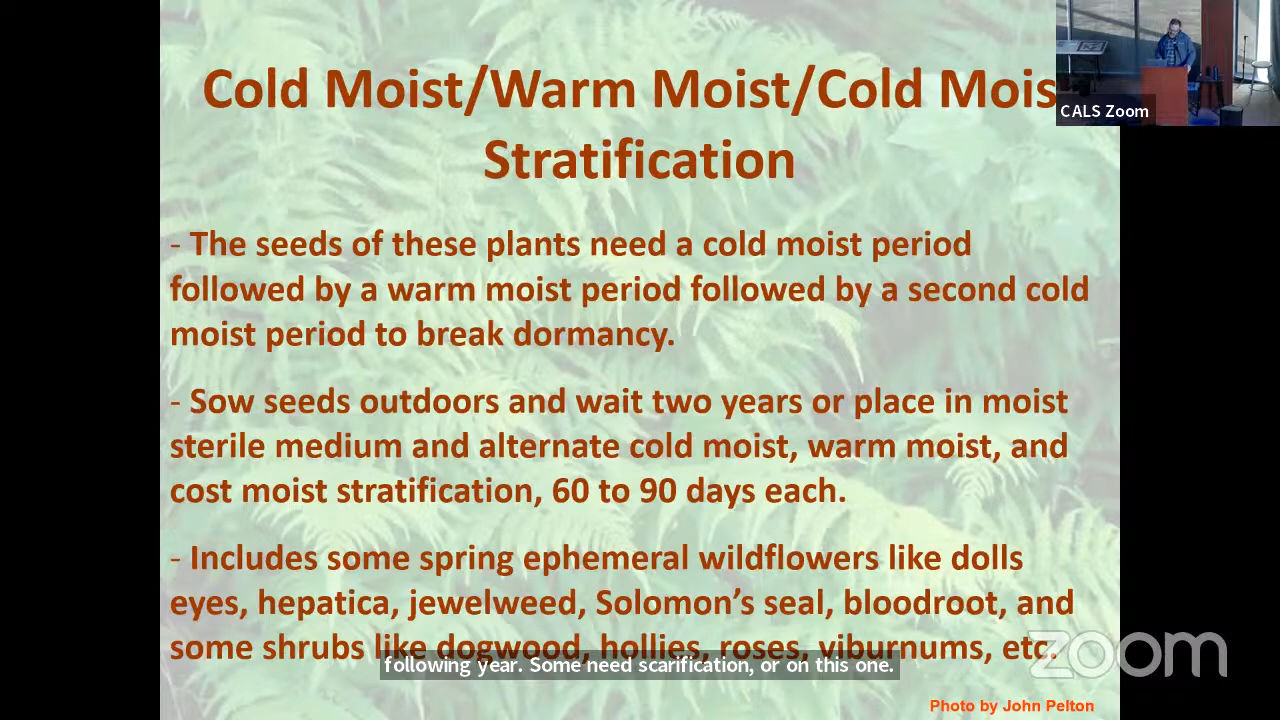 Cold Moist/Warm Moist/Cold Mois
Stratification
CALS Zoom
- The seeds of these plants need a cold moist period
followed by a warm moist period followed by a second cold
moist period to break dormancy.
- Sow seeds outdoors and wait two years or place in moist
sterile medium and alternate cold moist, warm moist, and
cost moist stratification, 60 to 90 days each.
- Includes some spring ephemeral wildflowers like dolls
eyes, hepatica, jewelweed, Solomon's seal, bloodroot, and
some shrubs like dogwood, hollies, roses, viburnums, etc.
following year. Some need scarification, or on this one.
zoom
Photo by John Pelton